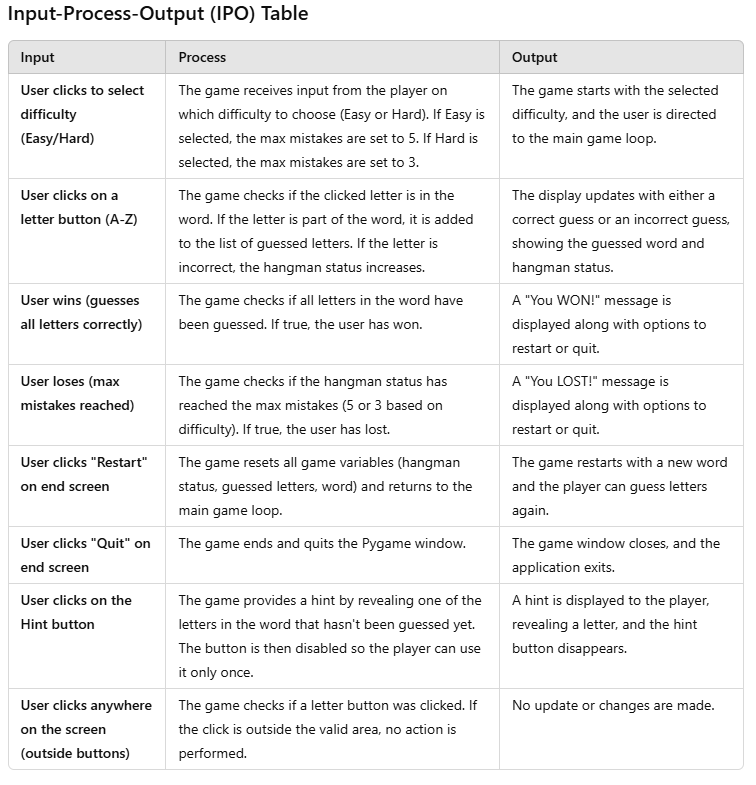 Input-Process-Output (IPO) Table
Input Process Output
User clicks to select
difficulty
(Easy/Hard)
The game receives input from the player on
which difficulty to choose (Easy or Hard). If Easy is
selected, the max mistakes are set to 5. If Hard is
selected, the max mistakes are set to 3.
The game starts with the selected
difficulty, and the user is directed
to the main game loop.
User clicks on a
letter button (A-Z)
The game checks if the clicked letter is in the
word. If the letter is part of the word, it is added
to the list of guessed letters. If the letter is
incorrect, the hangman status increases.
The display updates with either a
correct guess or an incorrect guess,
showing the guessed word and
hangman status.
User wins (guesses
all letters correctly)
The game checks if all letters in the word have
been guessed. If true, the user has won.
A "You WON!" message is
displayed along with options to
restart or quit.
User loses (max
mistakes reached)
The game checks if the hangman status has
reached the max mistakes (5 or 3 based on
difficulty). If true, the user has lost.
A "You LOST!" message is
displayed along with options to
restart or quit.
User clicks "Restart"
on end screen
The game resets all game variables (hangman
status, guessed letters, word) and returns to the
main game loop.
The game restarts with a new word
and the player can guess letters
again.
User clicks "Quit" on
end screen
The game ends and quits the Pygame window.
The game window closes, and the
application exits.
User clicks on the
Hint button
The game provides a hint by revealing one of the
letters in the word that hasn't been guessed yet.
The button is then disabled so the player can use
it only once.
A hint is displayed to the player,
revealing a letter, and the hint
button disappears.
User clicks anywhere
on the screen
(outside buttons)
The game checks if a letter button was clicked. If
the click is outside the valid area, no action is
performed.
No update or changes are made.